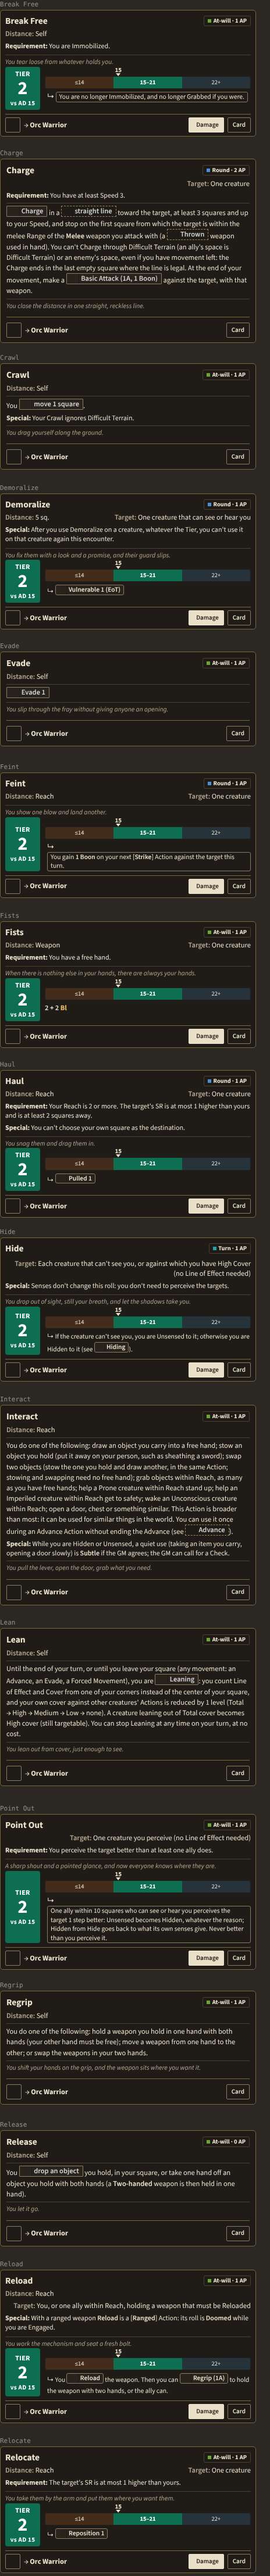 Break Free
Break Free
At-will · 1 AP
Distance: Self
Requirement: You are Immobilized.
You tear loose from whatever holds you.
15
TIER
2
vs AD 15
≤14
15–21
22+
↳ You are no longer Immobilized, and no longer Grabbed if you were.
→ Orc Warrior
Damage
Card
Charge
Charge
Round · 2 AP
Target: One creature
Requirement: You have at least Speed 3.
Charge in a straight line toward the target, at least 3 squares and up
to your Speed, and stop on the first square from which the target is within the
melee Range of the Melee weapon you attack with (a Thrown weapon
used in hand). You can't Charge through Difficult Terrain (an ally's space is
Difficult Terrain) or an enemy's space, even if you have movement left: the
Charge ends in the last empty square where the line is legal. At the end of your
movement, make a Basic Attack (1A, 1 Boon) against the target, with that
weapon.
You close the distance in one straight, reckless line.
→ Orc Warrior
Card
Crawl
Crawl
At-will · 1 AP
Distance: Self
You move 1 square.
Special: Your Crawl ignores Difficult Terrain.
You drag yourself along the ground.
→ Orc Warrior
Card
Demoralize
Demoralize
Round · 1 AP
Distance: 5 sq.
Target: One creature that can see or hear you
Special: After you use Demoralize on a creature, whatever the Tier, you can't use it
on that creature again this encounter.
You fix them with a look and a promise, and their guard slips.
15
TIER
2
vs AD 15
≤14
15–21
22+
↳ Vulnerable 1 (EoT)
→ Orc Warrior
Damage
Card
Evade
Evade
At-will · 1 AP
Distance: Self
Evade 1
You slip through the fray without giving anyone an opening.
→ Orc Warrior
Card
Feint
Feint
Round · 1 AP
Distance: Reach
Target: One creature
You show one blow and land another.
15
TIER
2
vs AD 15
≤14
15–21
22+
↳
You gain 1 Boon on your next [Strike] Action against the target this
turn.
→ Orc Warrior
Damage
Card
Fists
Fists
At-will · 1 AP
Distance: Weapon
Target: One creature
Requirement: You have a free hand.
When there is nothing else in your hands, there are always your hands.
15
TIER
2
vs AD 15
≤14
15–21
22+
2 + 2 Bl
→ Orc Warrior
Damage
Card
Haul
Haul
Round · 1 AP
Distance: Reach
Target: One creature
Requirement: Your Reach is 2 or more. The target's SR is at most 1 higher than yours
and is at least 2 squares away.
Special: You can't choose your own square as the destination.
You snag them and drag them in.
15
TIER
2
vs AD 15
≤14
15–21
22+
↳ Pulled 1
→ Orc Warrior
Damage
Card
Hide
Hide
Turn · 1 AP
Target: Each creature that can't see you, or against which you have High Cover
(no Line of Effect needed)
Special: Senses don't change this roll: you don't need to perceive the targets.
You drop out of sight, still your breath, and let the shadows take you.
15
TIER
2
vs AD 15
≤14
15–21
22+
↳ If the creature can't see you, you are Unsensed to it; otherwise you are
Hidden to it (see Hiding).
→ Orc Warrior
Damage
Card
Interact
Interact
At-will · 1 AP
Distance: Reach
You do one of the following: draw an object you carry into a free hand; stow an
object you hold (put it away on your person, such as sheathing a sword); swap
two objects (stow the one you hold and draw another, in the same Action;
stowing and swapping need no free hand); grab objects within Reach, as many
as you have free hands; help a Prone creature within Reach stand up; help an
Imperiled creature within Reach get to safety; wake an Unconscious creature
within Reach; open a door, chest or something similar. This Action is broader
than most: it can be used for similar things in the world. You can use it once
during an Advance Action without ending the Advance (see Advance).
Special: While you are Hidden or Unsensed, a quiet use (taking an item you carry,
opening a door slowly) is Subtle if the GM agrees; the GM can call for a Check.
You pull the lever, open the door, grab what you need.
→ Orc Warrior
Card
Lean
Lean
At-will · 1 AP
Distance: Self
Until the end of your turn, or until you leave your square (any movement: an
Advance, an Evade, a Forced Movement), you are Leaning: you count Line
of Effect and Cover from one of your corners instead of the center of your square,
and your own cover against other creatures' Actions is reduced by 1 level (Total
→ High → Medium → Low → none). A creature leaning out of Total cover becomes
High cover (still targetable). You can stop Leaning at any time on your turn, at no
cost.
You lean out from cover, just enough to see.
→ Orc Warrior
Card
Point Out
Point Out
At-will · 1 AP
Target: One creature you perceive (no Line of Effect needed)
Requirement: You perceive the target better than at least one ally does.
A sharp shout and a pointed glance, and now everyone knows where they are.
15
TIER
2
vs AD 15
≤14
15–21
22+
↳
One ally within 10 squares who can see or hear you perceives the
target 1 step better: Unsensed becomes Hidden, whatever the reason;
Hidden from Hide goes back to what its own senses give. Never better
than you perceive it.
→ Orc Warrior
Damage
Card
Regrip
Regrip
At-will · 1 AP
Distance: Self
You do one of the following: hold a weapon you hold in one hand with both
hands (your other hand must be free); move a weapon from one hand to the
other; or swap the weapons in your two hands.
You shift your hands on the grip, and the weapon sits where you want it.
→ Orc Warrior
Card
Release
Release
At-will · 0 AP
Distance: Self
You drop an object you hold, in your square, or take one hand off an
object you hold with both hands (a Two-handed weapon is then held in one
hand).
You let it go.
→ Orc Warrior
Card
Reload
Reload
At-will · 1 AP
Distance: Reach
Target: You, or one ally within Reach, holding a weapon that must be Reloaded
Special: With a ranged weapon Reload is a [Ranged] Action: its roll is Doomed while
you are Engaged.
You work the mechanism and seat a fresh bolt.
15
TIER
2
vs AD 15
≤14
15–21
22+
↳ You Reload the weapon. Then you can Regrip (1A) to hold
the weapon with two hands, or the ally can.
→ Orc Warrior
Damage
Card
Relocate
Relocate
At-will · 1 AP
Distance: Reach
Target: One creature
Requirement: The target's SR is at most 1 higher than yours.
You take them by the arm and put them where you want them.
15
TIER
2
vs AD 15
≤14
15–21
22+
↳ Reposition 1
→ Orc Warrior
Damage
Card